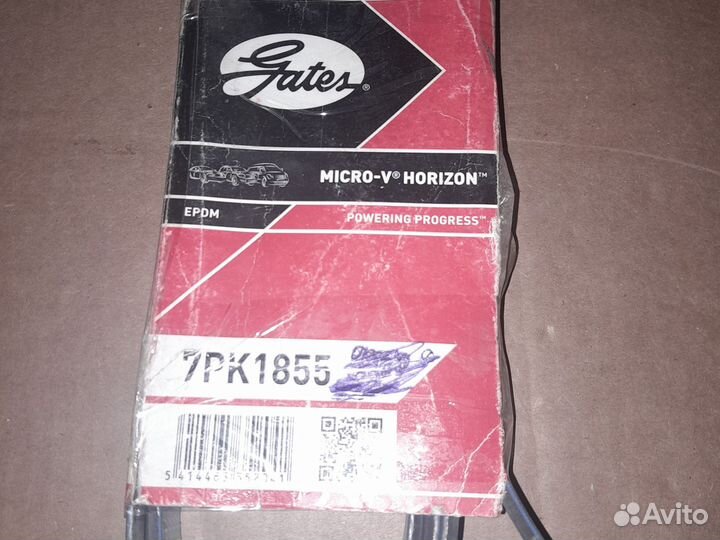 Gates®
MICRO-V® HORIZON™
EPDM
POWERING PROGRESS™
7PK1855
Avito